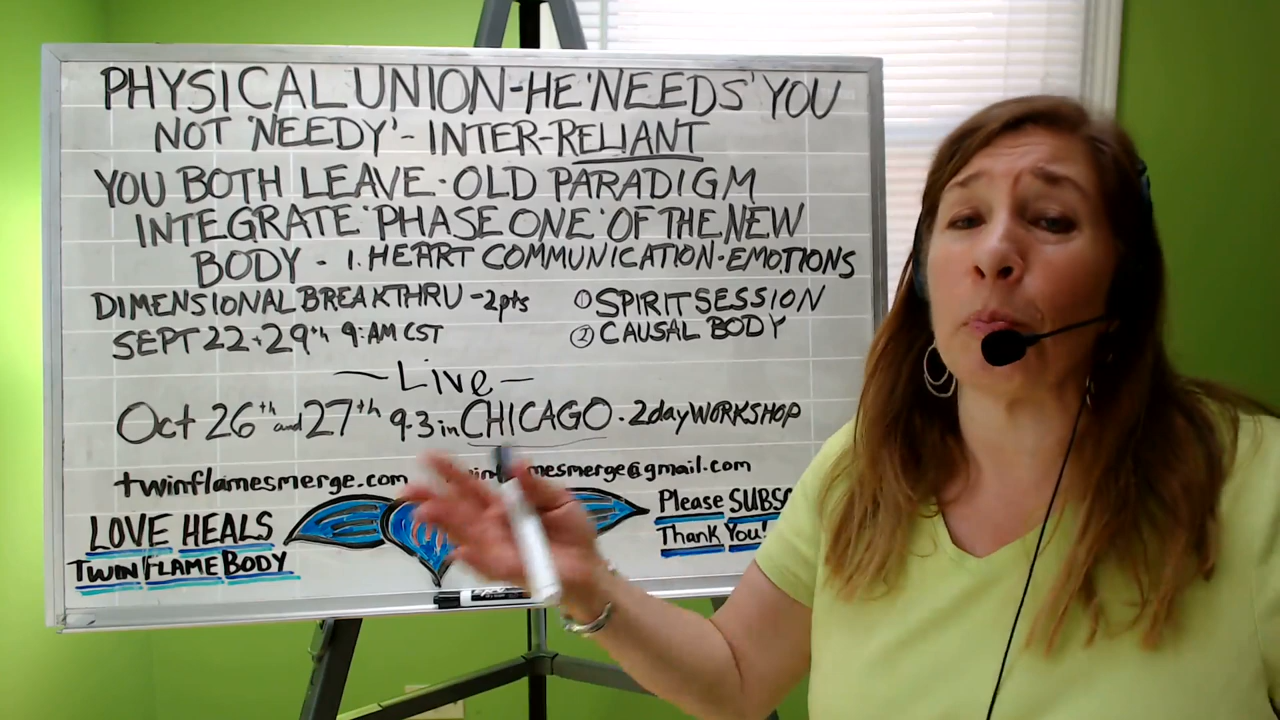 PHYSICAL UNION-HE 'NEEDS' YOU
NOT 'NEEDY' - INTER-RELIANT
YOU BOTH LEAVE · OLD PARADIGM
INTEGRATE 'PHASE ONE' OF THE NEW
BODY - 1. HEART COMMUNICATION · EMOTIONS
DIMENSIONAL BREAKTHRU - 2pts
① SPIRIT SESSION
SEPT 22 + 29th 9:AM CST
② CAUSAL BODY
- Live -
Oct 26th and 27th 9-3 in CHICAGO · 2day WORKSHOP
twinflamesmerge.com
inflamesmerge@gmail.com
LOVE HEALS
Please SUBSC
TWIN FLAME BODY
Thank You!